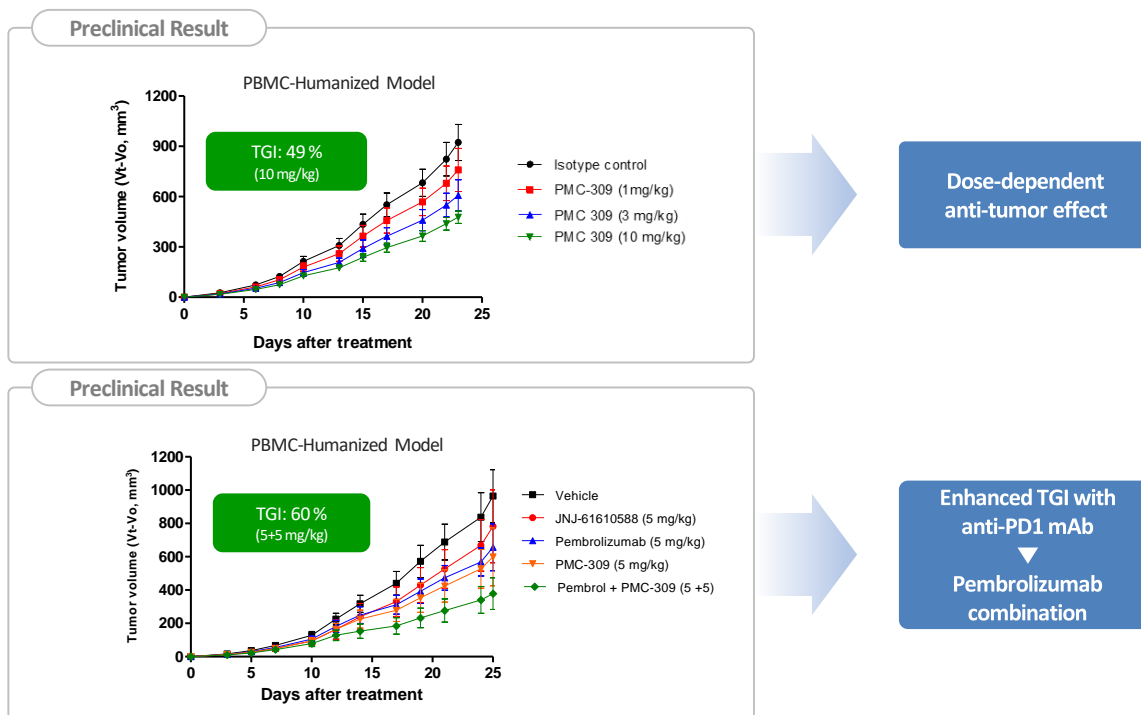 Preclinical Result
PBMC-Humanized Model
1200
900
600
300
0
Tumor volume (Vt-Vo, mm³)
TGI: 49 %
(10 mg/kg)
0 5 10 15 20 25
Days after treatment
Isotype control
PMC-309 (1mg/kg)
PMC 309 (3 mg/kg)
PMC 309 (10 mg/kg)
Dose-dependent
anti-tumor effect
Preclinical Result
PBMC-Humanized Model
1200
1000
800
600
400
200
0
Tumor volume (Vt-Vo, mm³)
TGI: 60 %
(5+5 mg/kg)
0 5 10 15 20 25
Days after treatment
Vehicle
JNJ-61610588 (5 mg/kg)
Pembrolizumab (5 mg/kg)
PMC-309 (5 mg/kg)
Pembrol + PMC-309 (5 +5)
Enhanced TGI with
anti-PD1 mAb
Pembrolizumab
combination